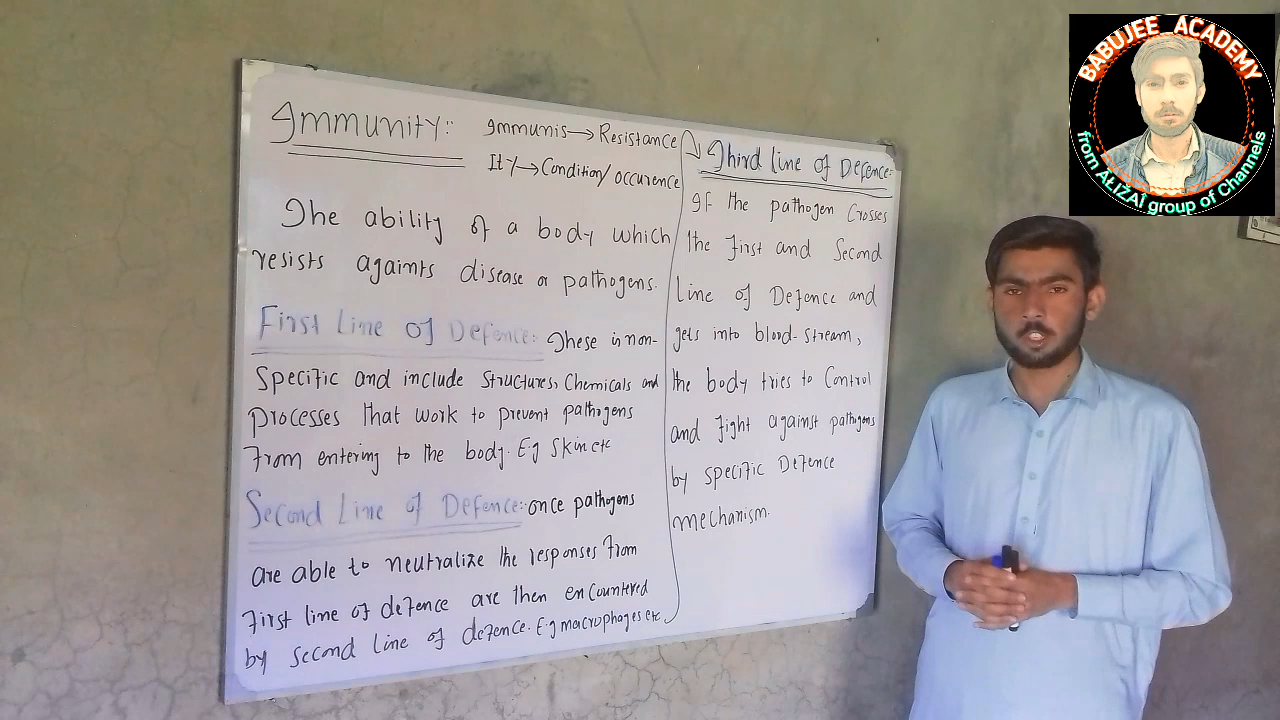 Immunity:
Immunis → Resistance
Ity → Condition/occurence
The ability of a body which
resists againts disease or pathogens.
First Line of Defence: These is non-
Specific and include structures, Chemicals and
processes that work to prevent pathogens
From entering to the body. E.g Skin etc
Second Line of Defence: once pathogens
are able to neutralize the responses from
First line of defence are then encountered
by second line of defence. E.g macrophages etc
Third line of Defence:
If the pathogen Crosses
the First and Second
Line of Defence and
gets into blood-stream,
the body tries to Control
and fight against pathogens
by specific Defence
mechanism.
BABUJEE ACADEMY
from ALIZAI group of Channels